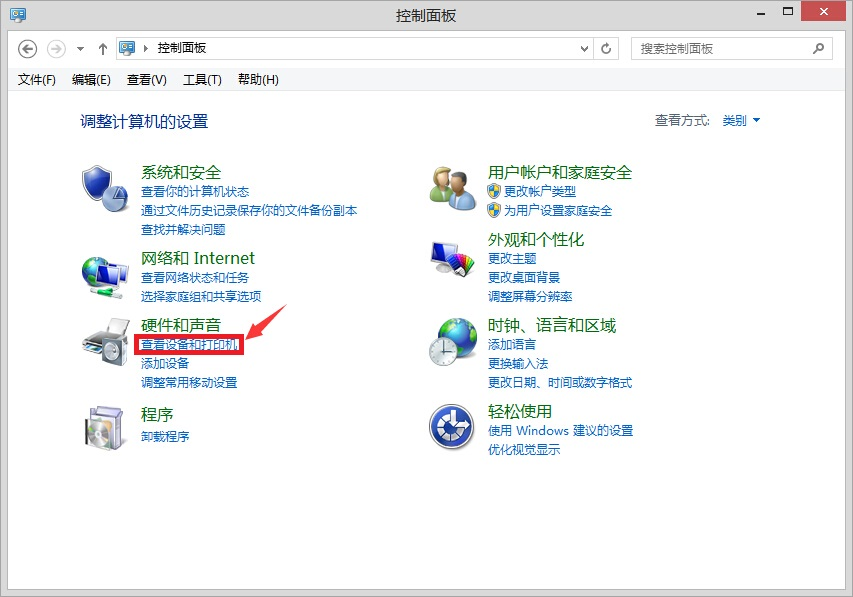 控制面板
控制面板
搜索控制面板
文件(F) 编辑(E) 查看(V) 工具(T) 帮助(H)
调整计算机的设置
查看方式: 类别
系统和安全
查看你的计算机状态
通过文件历史记录保存你的文件备份副本
查找并解决问题
网络和 Internet
查看网络状态和任务
选择家庭组和共享选项
硬件和声音
查看设备和打印机
添加设备
调整常用移动设置
程序
卸载程序
用户帐户和家庭安全
更改帐户类型
为用户设置家庭安全
外观和个性化
更改主题
更改桌面背景
调整屏幕分辨率
时钟、语言和区域
添加语言
更换输入法
更改日期、时间或数字格式
轻松使用
使用 Windows 建议的设置
优化视觉显示